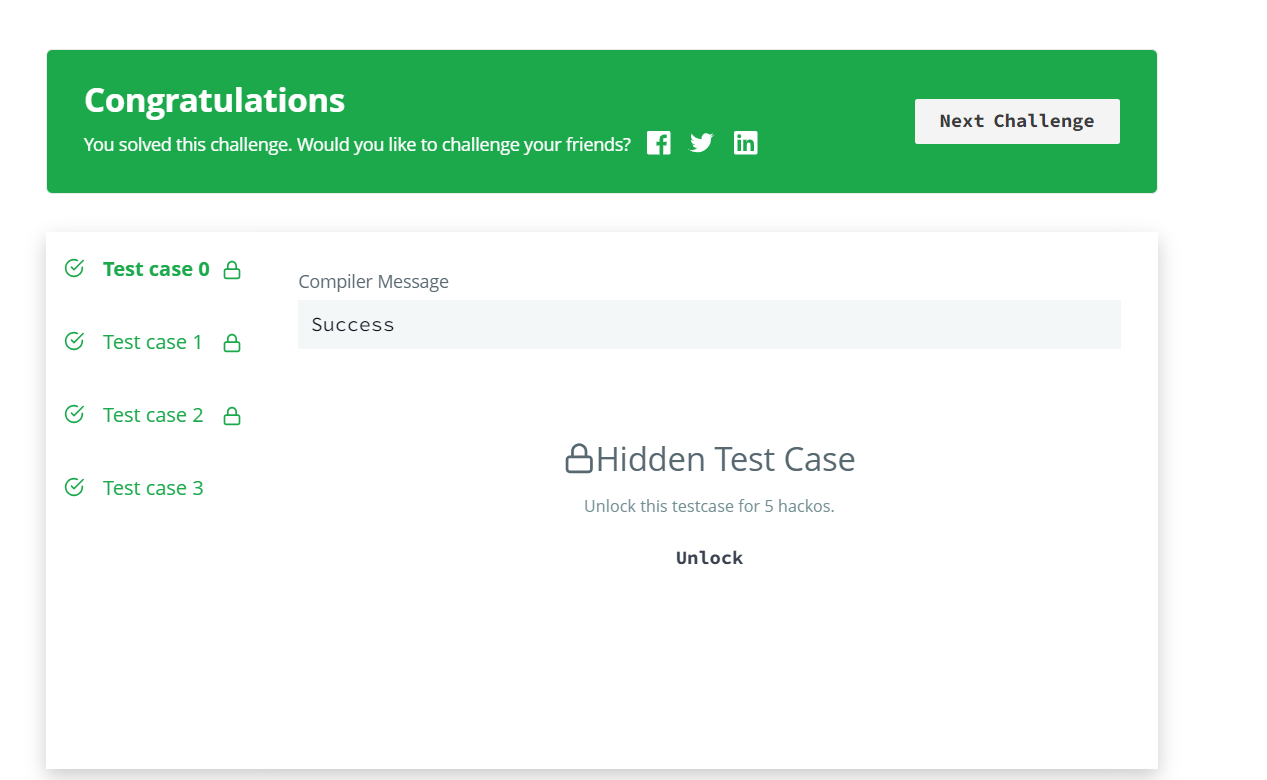 Congratulations
You solved this challenge. Would you like to challenge your friends?
Next Challenge
Test case 0
Test case 1
Test case 2
Test case 3
Compiler Message
Success
Hidden Test Case
Unlock this testcase for 5 hackos.
Unlock